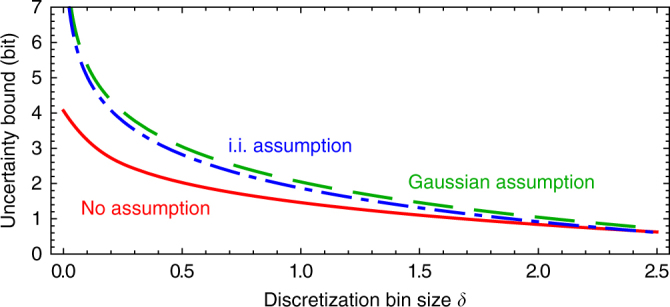 7
6
5
4
3
2
1
0
Uncertainty bound (bit)
i.i. assumption
Gaussian assumption
No assumption
0.0 0.5 1.0 1.5 2.0 2.5
Discretization bin size δ